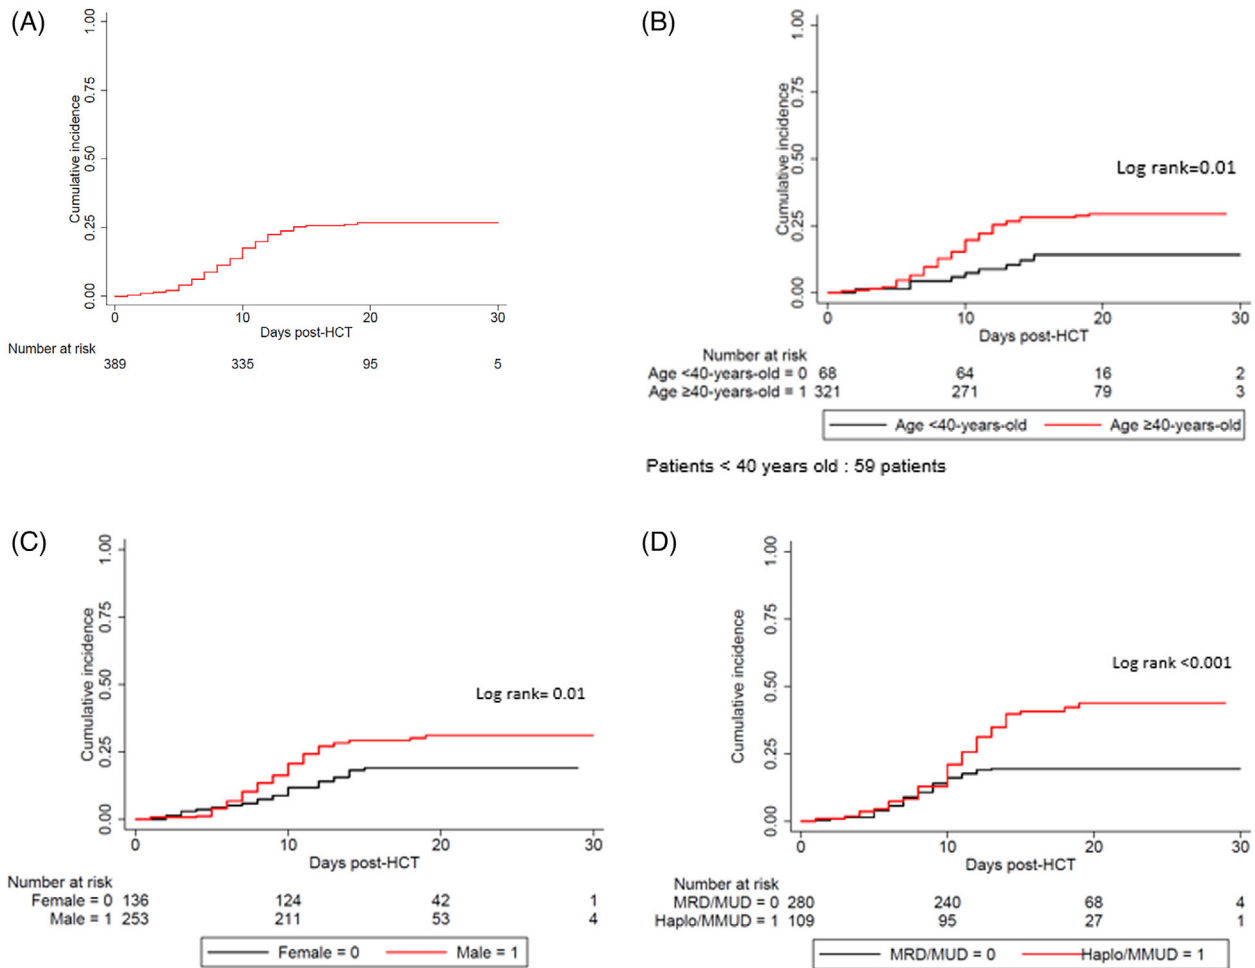 (A)
1.00
0.75
0.50
0.25
0.00
Cumulative incidence
0 10 20 30
Days post-HCT
Number at risk
389 335 95 5
(B)
1.00
0.75
0.50
0.25
0.00
Cumulative incidence
Log rank=0.01
0 10 20 30
Days post-HCT
Number at risk
Age <40-years-old = 0 68 64 16 2
Age ≥40-years-old = 1 321 271 79 3
Age <40-years-old Age ≥40-years-old
Patients < 40 years old : 59 patients
(C)
1.00
0.75
0.50
0.25
0.00
Cumulative incidence
Log rank= 0.01
0 10 20 30
Days post-HCT
Number at risk
Female = 0 136 124 42 1
Male = 1 253 211 53 4
Female = 0 Male = 1
(D)
1.00
0.75
0.50
0.25
0.00
Cumulative incidence
Log rank <0.001
0 10 20 30
Days post-HCT
Number at risk
MRD/MUD = 0 280 240 68 4
Haplo/MMUD = 1 109 95 27 1
MRD/MUD = 0 Haplo/MMUD = 1